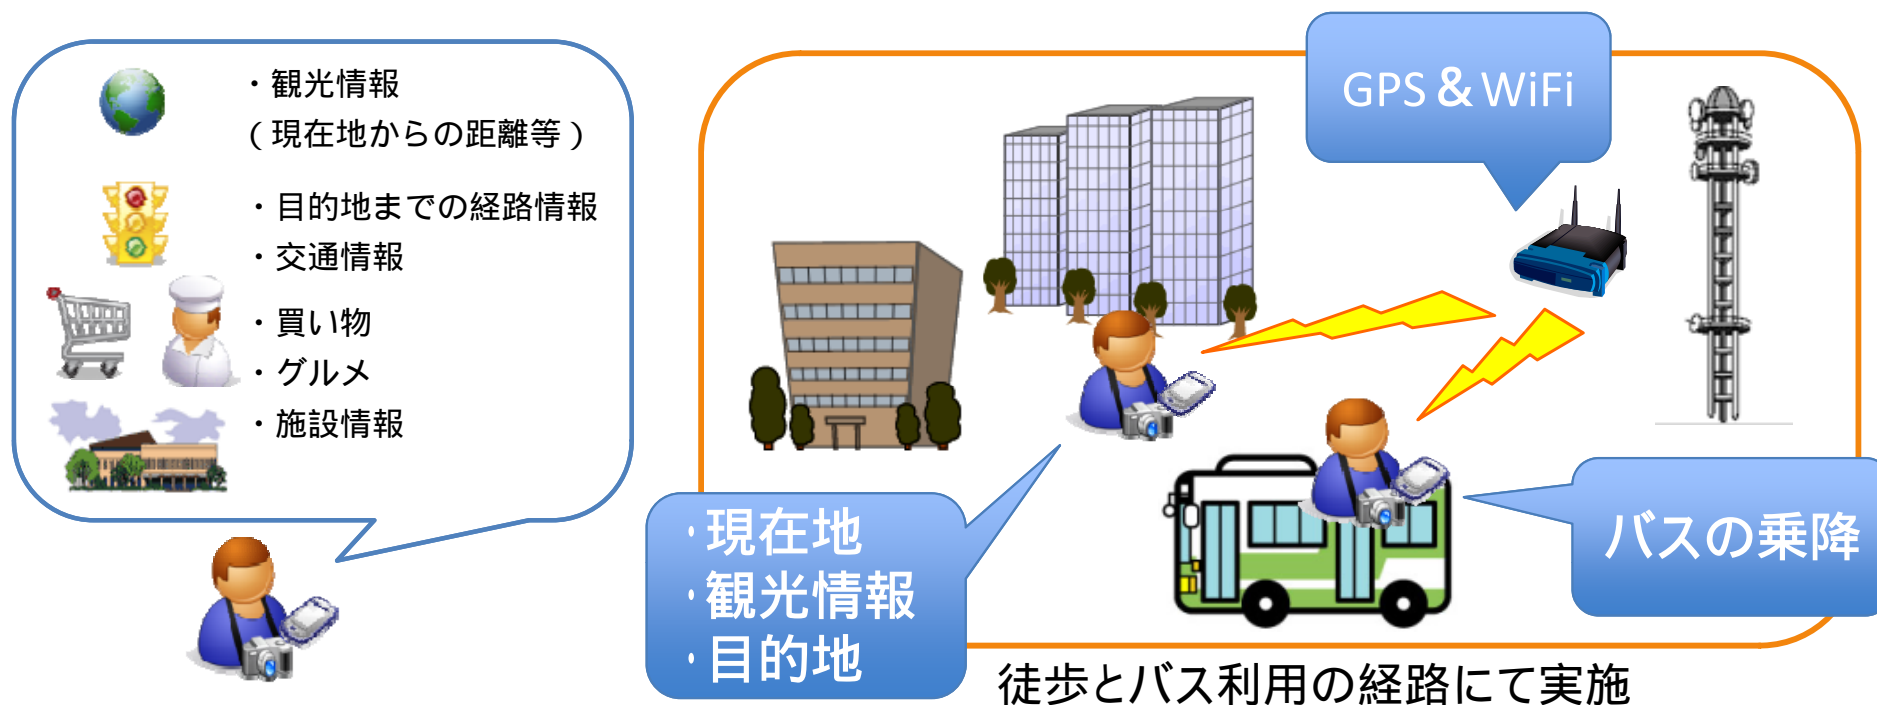 ・観光情報
（現在地からの距離等）
・目的地までの経路情報
・交通情報
・買い物
・グルメ
・施設情報
GPS & WiFi
・現在地
・観光情報
・目的地
バスの乗降
徒歩とバス利用の経路にて実施